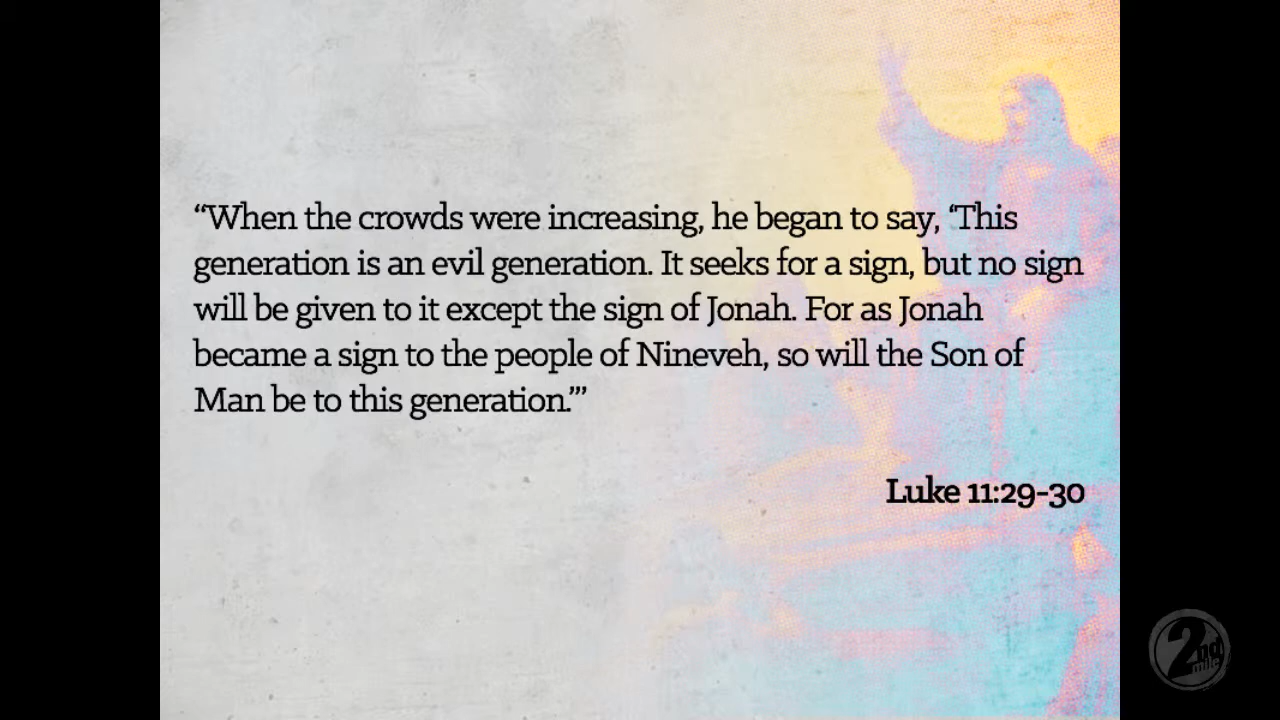 “When the crowds were increasing, he began to say, ‘This
generation is an evil generation. It seeks for a sign, but no sign
will be given to it except the sign of Jonah. For as Jonah
became a sign to the people of Nineveh, so will the Son of
Man be to this generation.’”
Luke 11:29-30
2nd
mile